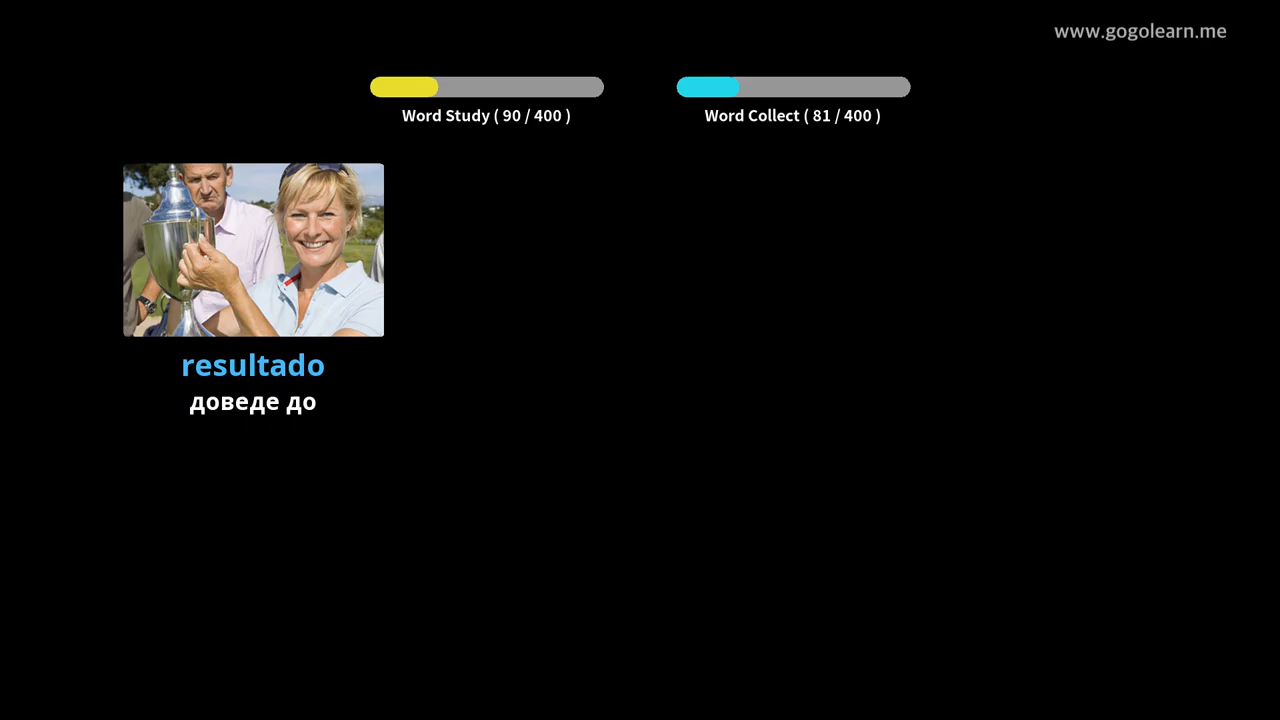 www.gogolearn.me
Word Study ( 90 / 400 )
Word Collect ( 81 / 400 )
resultado
доведе до